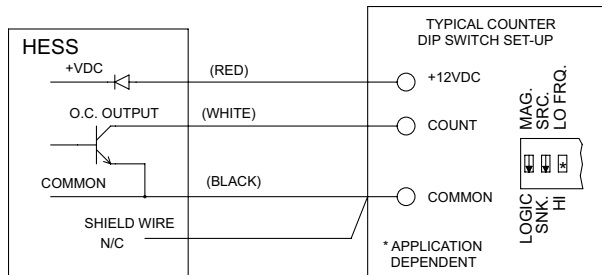 TYPICAL COUNTER
DIP SWITCH SET-UP
HESS
+VDC
(RED)
+12VDC
O.C. OUTPUT
(WHITE)
COUNT
COMMON
(BLACK)
COMMON
SHIELD WIRE
N/C
MAG.
SRC.
LO FRQ.
*
LOGIC
SNK.
HI
* APPLICATION
DEPENDENT